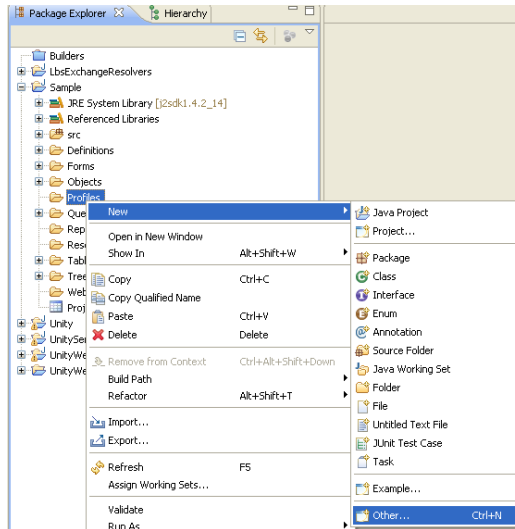 Package Explorer Hierarchy
Builders
LbsExchangeResolvers
Sample
JRE System Library [j2sdk1.4.2_14]
Referenced Libraries
src
Definitions
Forms
Objects
Profiles
Que
Rep
Res
Tabl
Tree
Web
Proj
Unity
UnitySer
UnityWe
UnityWe
New
Open in New Window
Show In Alt+Shift+W
Copy Ctrl+C
Copy Qualified Name
Paste Ctrl+V
Delete Delete
Remove from Context Ctrl+Alt+Shift+Down
Build Path
Refactor Alt+Shift+T
Import...
Export...
Refresh F5
Assign Working Sets...
Validate
Run As
Java Project
Project...
Package
Class
Interface
Enum
Annotation
Source Folder
Java Working Set
Folder
File
Untitled Text File
JUnit Test Case
Task
Example...
Other... Ctrl+N